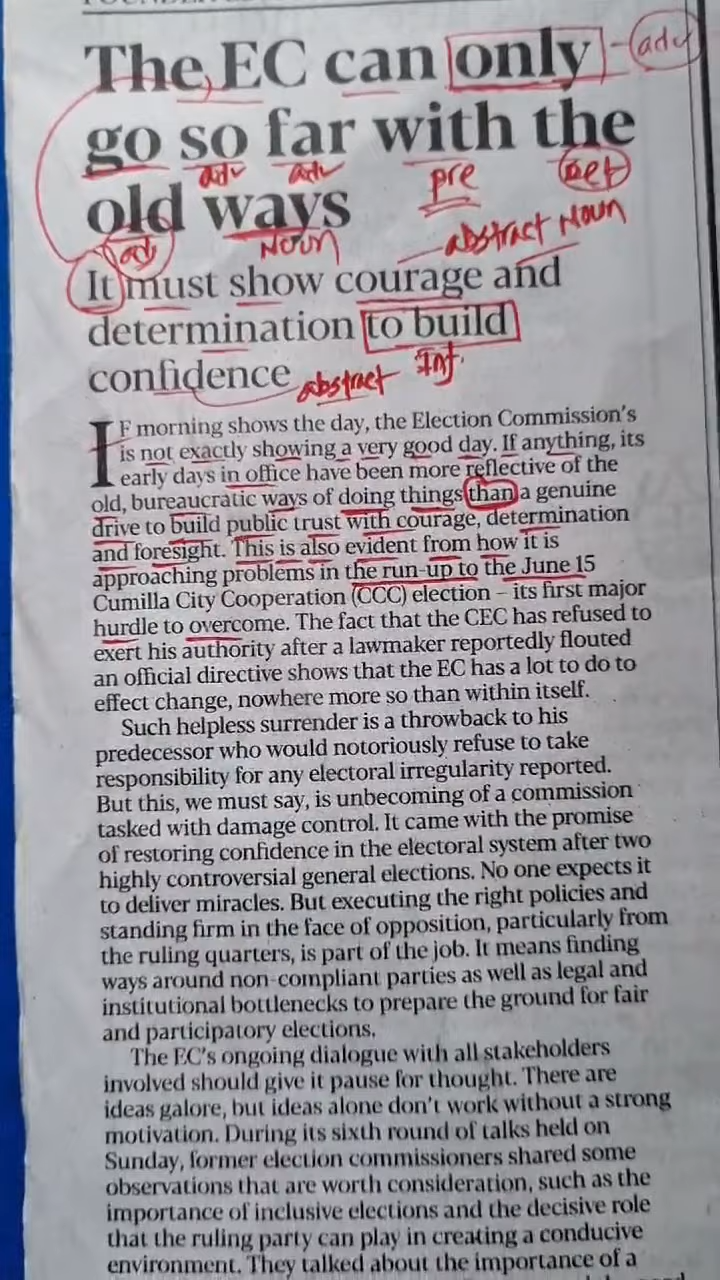 The EC can only - adv
go so far with the
adv adv pre det
old ways
adj Noun abstract Noun
It must show courage and
determination to build
confidence abstract Inf.
IF morning shows the day, the Election Commission's
is not exactly showing a very good day. If anything, its
early days in office have been more reflective of the
old, bureaucratic ways of doing things than a genuine
drive to build public trust with courage, determination
and foresight. This is also evident from how it is
approaching problems in the run-up to the June 15
Cumilla City Cooperation (CCC) election – its first major
hurdle to overcome. The fact that the CEC has refused to
exert his authority after a lawmaker reportedly flouted
an official directive shows that the EC has a lot to do to
effect change, nowhere more so than within itself.
Such helpless surrender is a throwback to his
predecessor who would notoriously refuse to take
responsibility for any electoral irregularity reported.
But this, we must say, is unbecoming of a commission
tasked with damage control. It came with the promise
of restoring confidence in the electoral system after two
highly controversial general elections. No one expects it
to deliver miracles. But executing the right policies and
standing firm in the face of opposition, particularly from
the ruling quarters, is part of the job. It means finding
ways around non-compliant parties as well as legal and
institutional bottlenecks to prepare the ground for fair
and participatory elections.
The EC's ongoing dialogue with all stakeholders
involved should give it pause for thought. There are
ideas galore, but ideas alone don't work without a strong
motivation. During its sixth round of talks held on
Sunday, former election commissioners shared some
observations that are worth consideration, such as the
importance of inclusive elections and the decisive role
that the ruling party can play in creating a conducive
environment. They talked about the importance of a